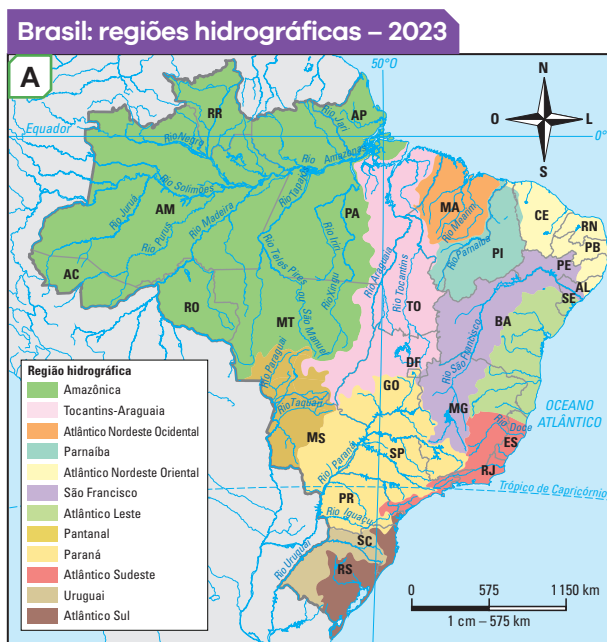 Brasil: regiões hidrográficas – 2023
A
50°O
N
O
L
S
Equador
0°
RR
AP
Rio Jari
Rio Negro
Rio Amazonas
Rio Solimões
Rio Tapajós
AM
Rio Juruá
Rio Purus
Rio Madeira
PA
MA
Rio Mearim
CE
RN
PB
Rio Parnaíba
PI
PE
AL
SE
AC
RO
Rio Teles Pires ou São Manuel
Rio Iriri
Rio Xingu
Rio Araguaia
Rio Tocantins
TO
MT
BA
Rio São Francisco
Rio Paraguai
DF
GO
MG
Rio Taquari
MS
Rio Doce
ES
OCEANO
ATLÂNTICO
SP
RJ
Rio Paraná
Trópico de Capricórnio
PR
Rio Iguaçu
SC
Rio Uruguai
RS
Região hidrográfica
Amazônica
Tocantins-Araguaia
Atlântico Nordeste Ocidental
Parnaíba
Atlântico Nordeste Oriental
São Francisco
Atlântico Leste
Pantanal
Paraná
Atlântico Sudeste
Uruguai
Atlântico Sul
0 575 1 150 km
1 cm – 575 km